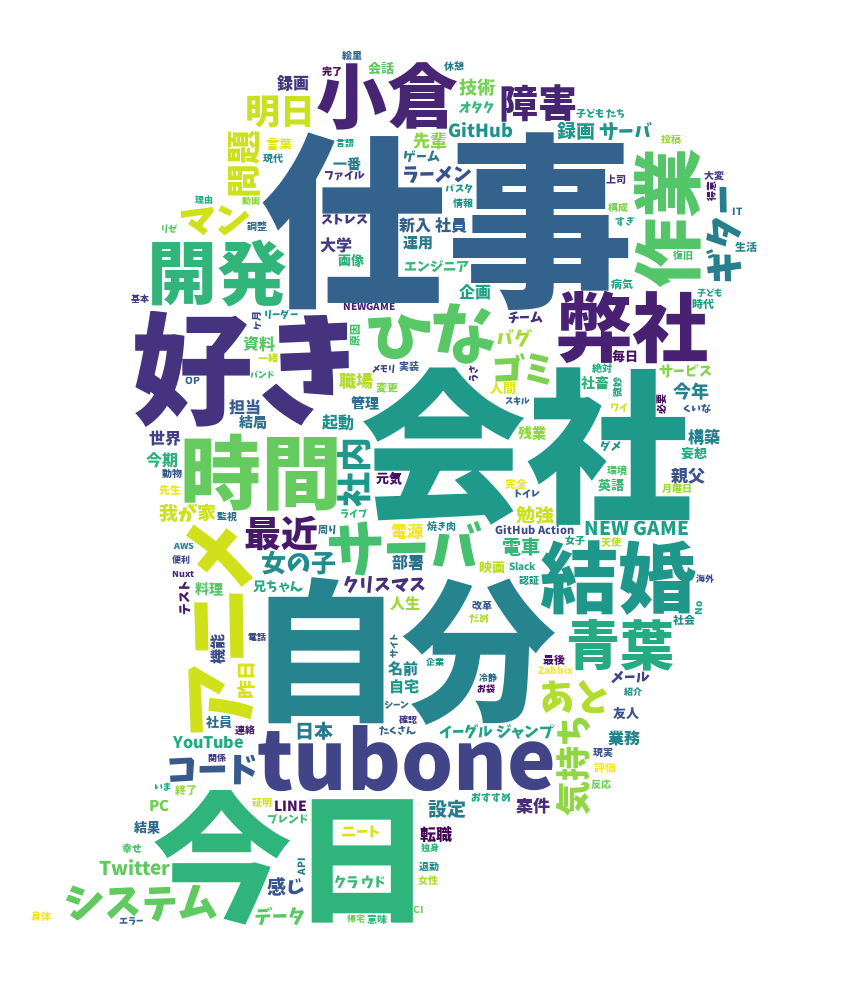 絵里
会話
休憩
完了
録画
小倉
技術
障害
オタク
子どもたち
明日
GitHub
録画 サーバ
先輩
投稿
言葉
言語
問題
現代
一番
ゲーム
ファイル
ラーメン
パスタ
上司
大変
得意
作業
仕事
情報
構成
IT
理由
動画
マン
調整
リゼ
ストレス
新入 社員
すぎ
ギター
生活
大学
運用
画像
エンジニア
復旧
開発
企画
病気
子ども
時代
基本
NEWGAME
ケ月
リーダー
チーム
弊社
好き
ひな
原因
資料
バグ
毎日
一緒
メモリ
実装
ゴミ
絶対
サービス
OP
バンド
職場
変更
うさ
人間
社畜
微妙
今年
スキル
ワイ
必要
くいな
担当
結局
管理
起動
会社
残業
ダメ
構築
妄想
世界
今期
時間
社内
動物
元気
環境
親父
先生
完全
トイレ
英語
月曜日
我が家
監視
ライブ
最近
周り
電源
焼き肉
勉強
GitHub Action
NEW GAME
サーバ
電車
女子
天使
AWS
便利
アニメ
女の子
部署
映画
Slack
結婚
海外
Nuxt
テスト
料理
兄ちゃん
クリスマス
認証
人生
改革
No
自分
だめ
社会
青葉
機能
電話
サイト
企業
最後
昨日
名前
自宅
Zabbix
メール
紹介
冷静
お袋
シーン
あと
確認
社員
連絡
日本
たくさん
イーグル ジャンプ
友人
気持ち
業務
YouTube
関係
コード
tubone
現実
評価
反応
いま
終了
PC
証明
LINE
ブレンド
設定
おすすめ
案件
結果
今日
ニート
転職
幸せ
独身
Twitter
API
退勤
感じ
クラウド
女性
システム
データ
CI
身体
エラー
帰宅
意味